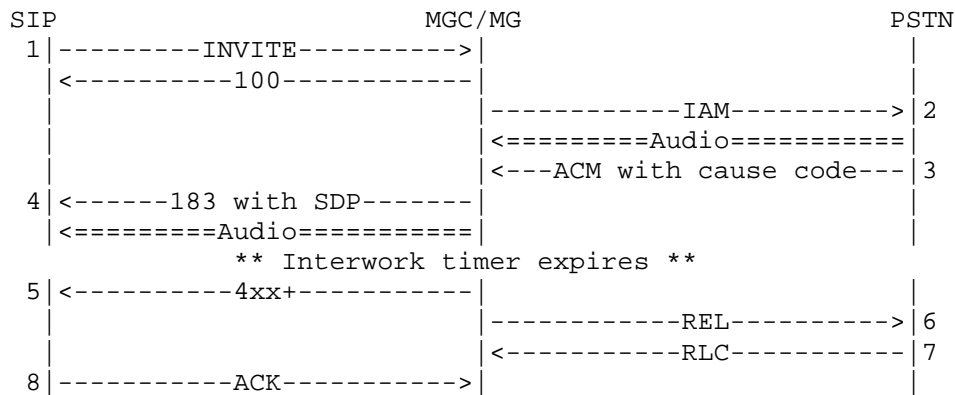 SIP                       MGC/MG                       PSTN
 1|---------INVITE---------->|                          |
  |<----------100------------|                          |
  |                          |------------IAM---------->|2
  |                          |<=========Audio===========|
  |                          |<---ACM with cause code---|3
 4|<------183 with SDP-------|                          |
  |<=========Audio===========|                          |
              ** Interwork timer expires **
 5|<----------4xx+-----------|                          |
  |                          |------------REL---------->|6
  |                          |<-----------RLC-----------|7
 8|-----------ACK----------->|                          |